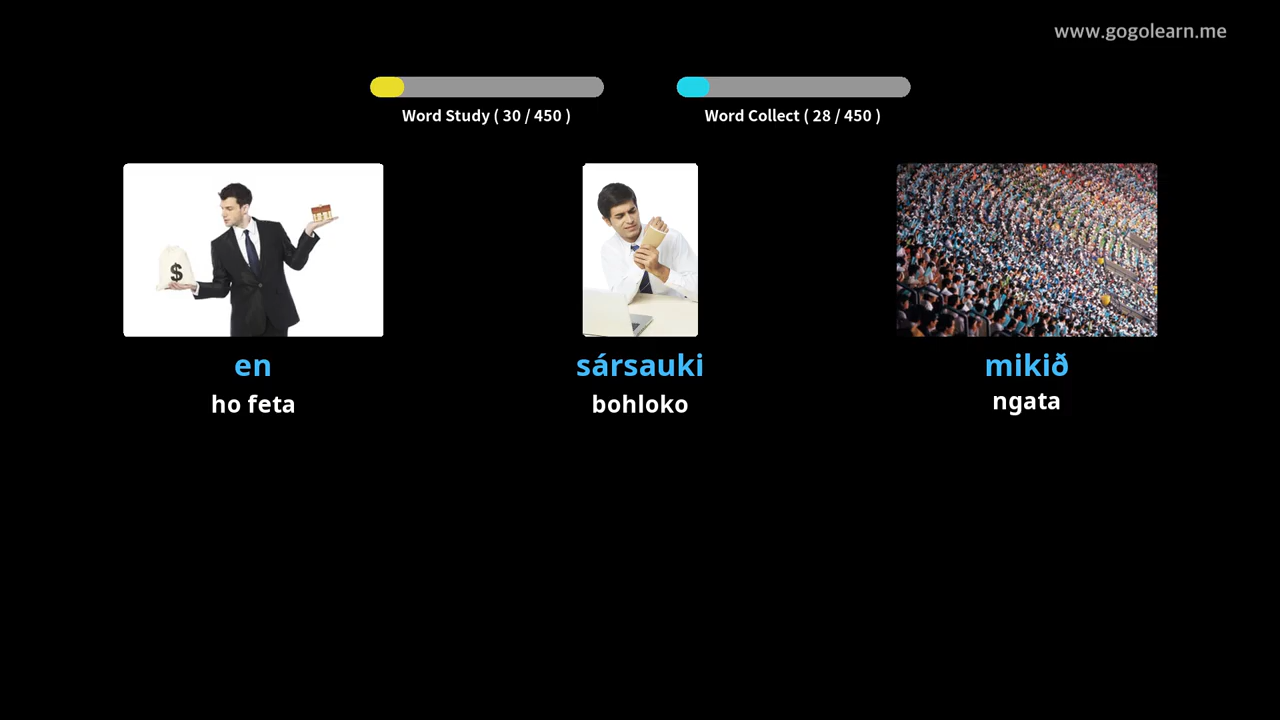 www.gogolearn.me
Word Study ( 30 / 450 )
Word Collect ( 28 / 450 )
$
en
sársauki
mikið
ho feta
bohloko
ngata